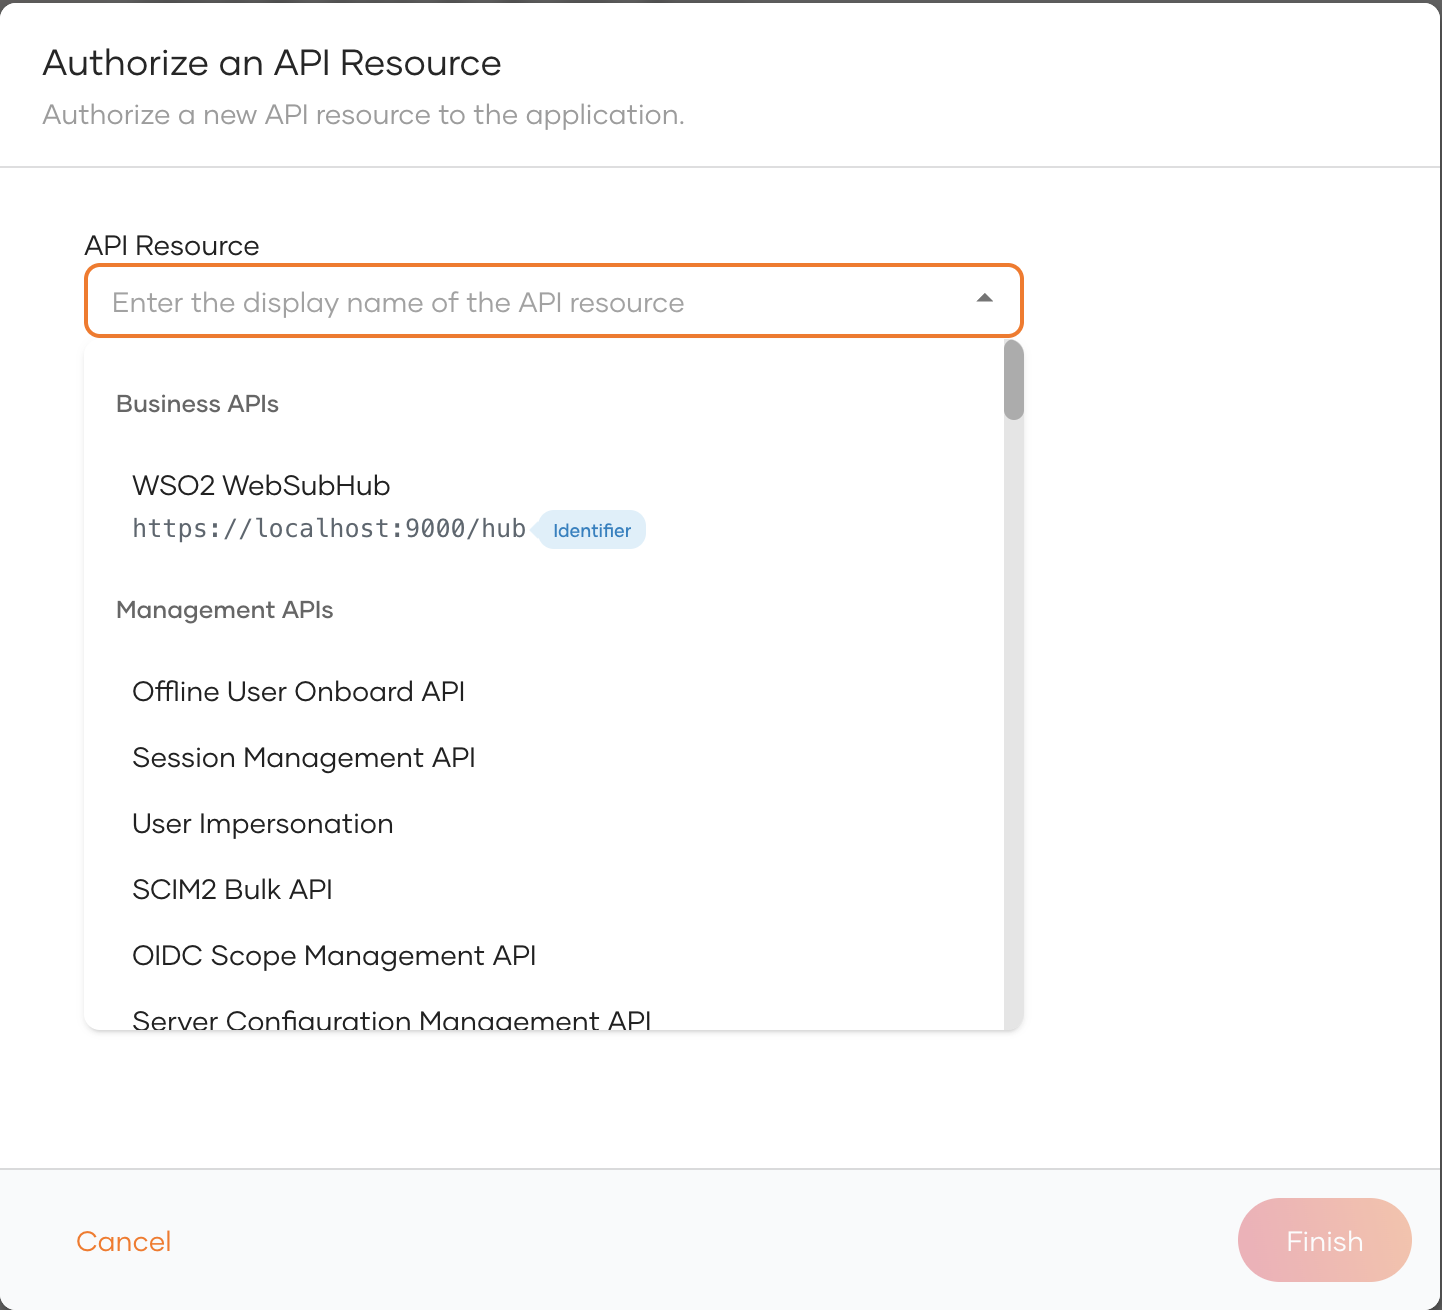 Authorize an API Resource
Authorize a new API resource to the application.
API Resource
Enter the display name of the API resource
Business APIs
WSO2 WebSubHub
https://localhost:9000/hub Identifier
Management APIs
Offline User Onboard API
Session Management API
User Impersonation
SCIM2 Bulk API
OIDC Scope Management API
Server Configuration Management API
Cancel
Finish